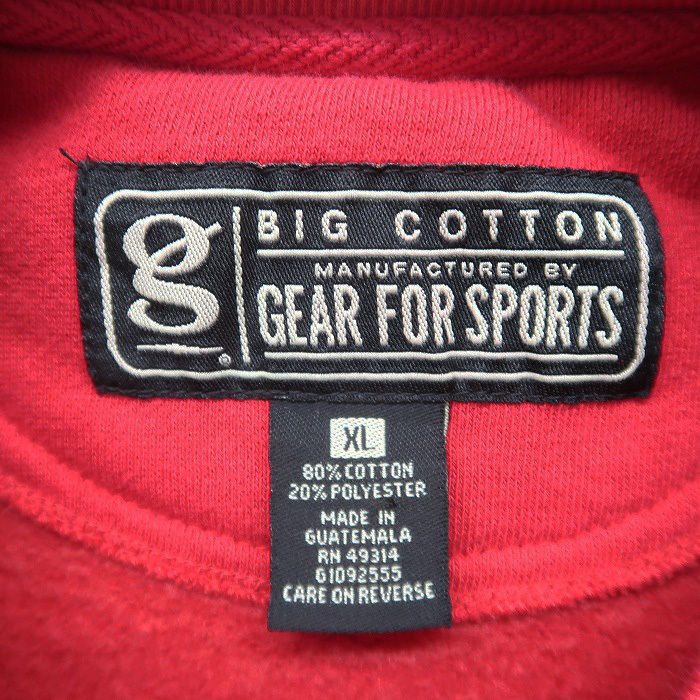 g
BIG COTTON
MANUFACTURED BY
GEAR FOR SPORTS
®
XL
80% COTTON
20% POLYESTER
MADE IN
GUATEMALA
RN 49314
G1092555
CARE ON REVERSE